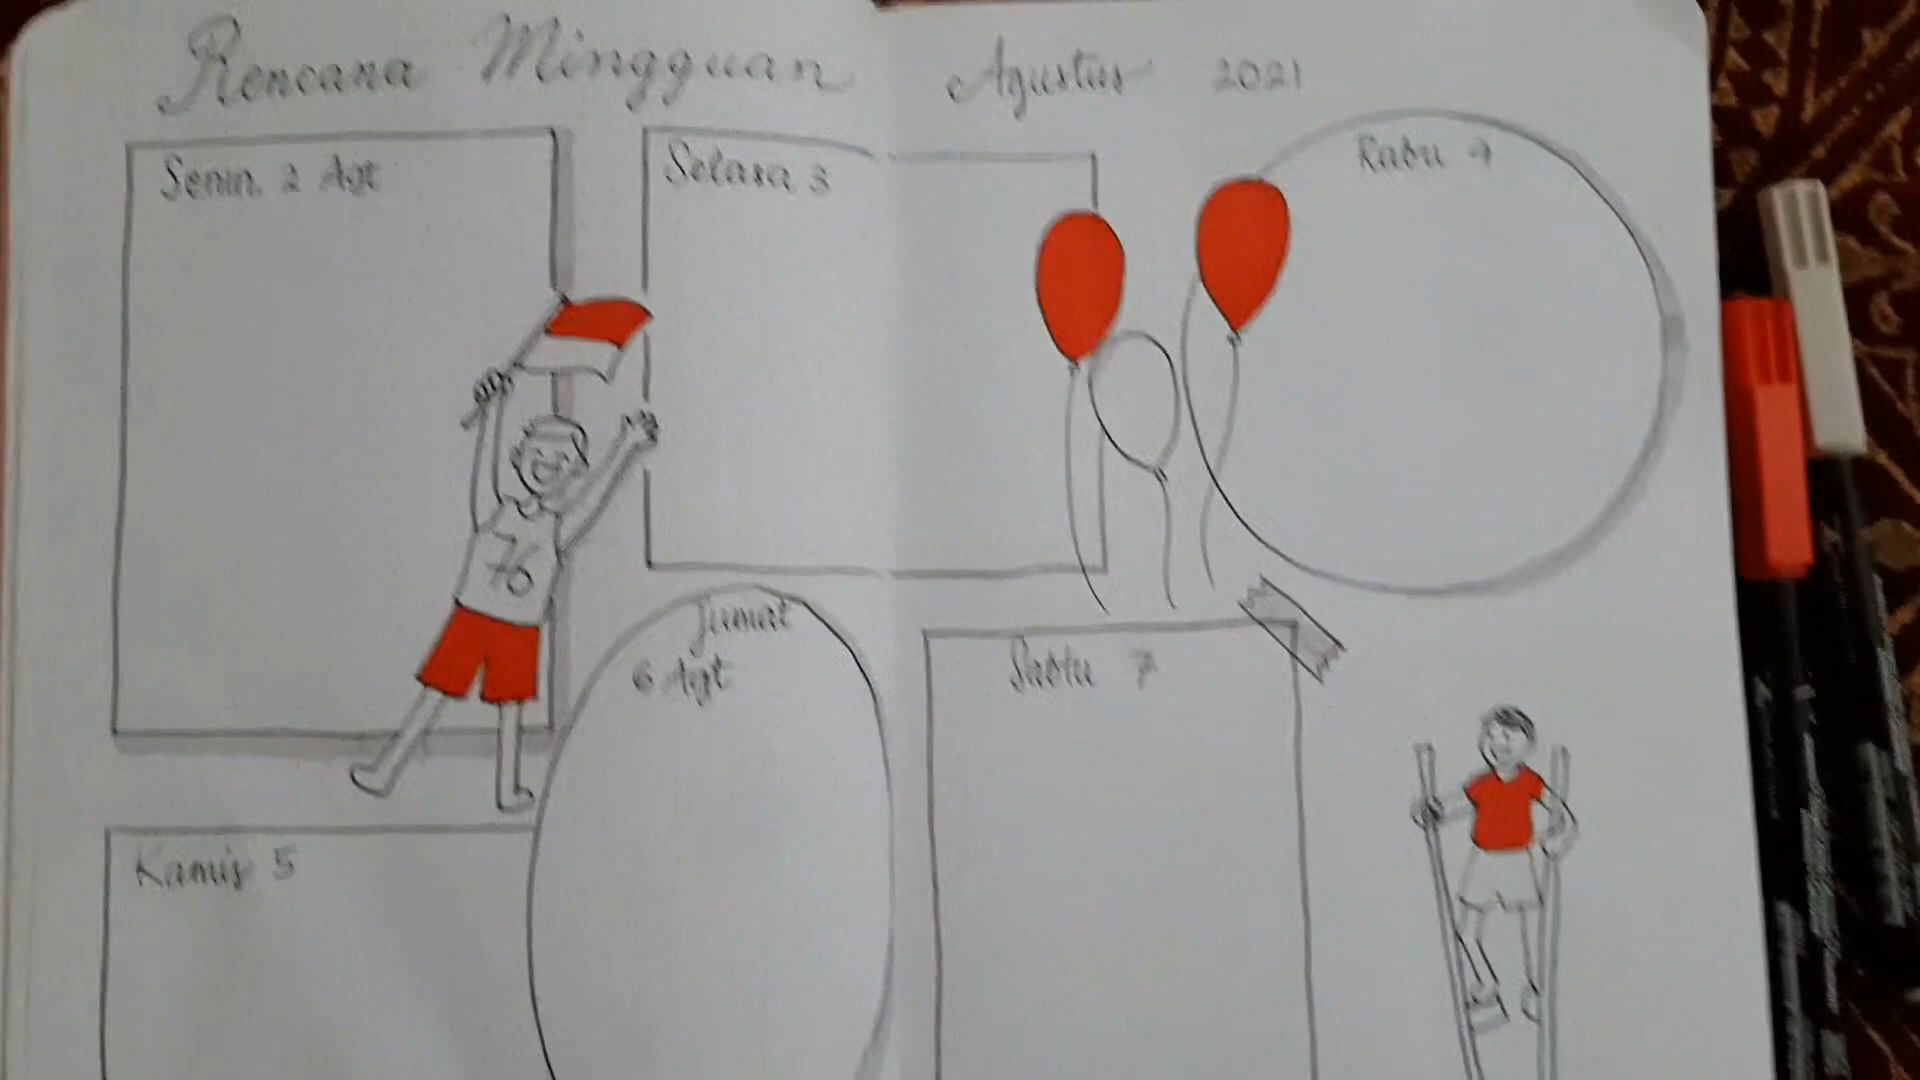 Rencana Mingguan Agustus 2021
Senin 2 Agt
Selasa 3
Rabu 4
76
Jumat
6 Agt
Sabtu 7
Kamis 5